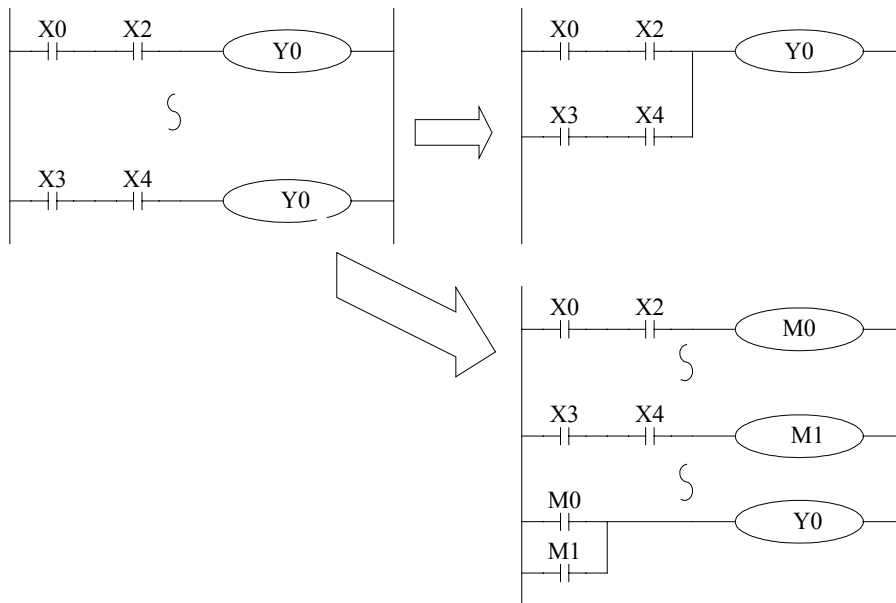 X0 X2 Y0
X3 X4 Y0
X0 X2 Y0
X3 X4
X0 X2 M0
X3 X4 M1
M0 Y0
M1